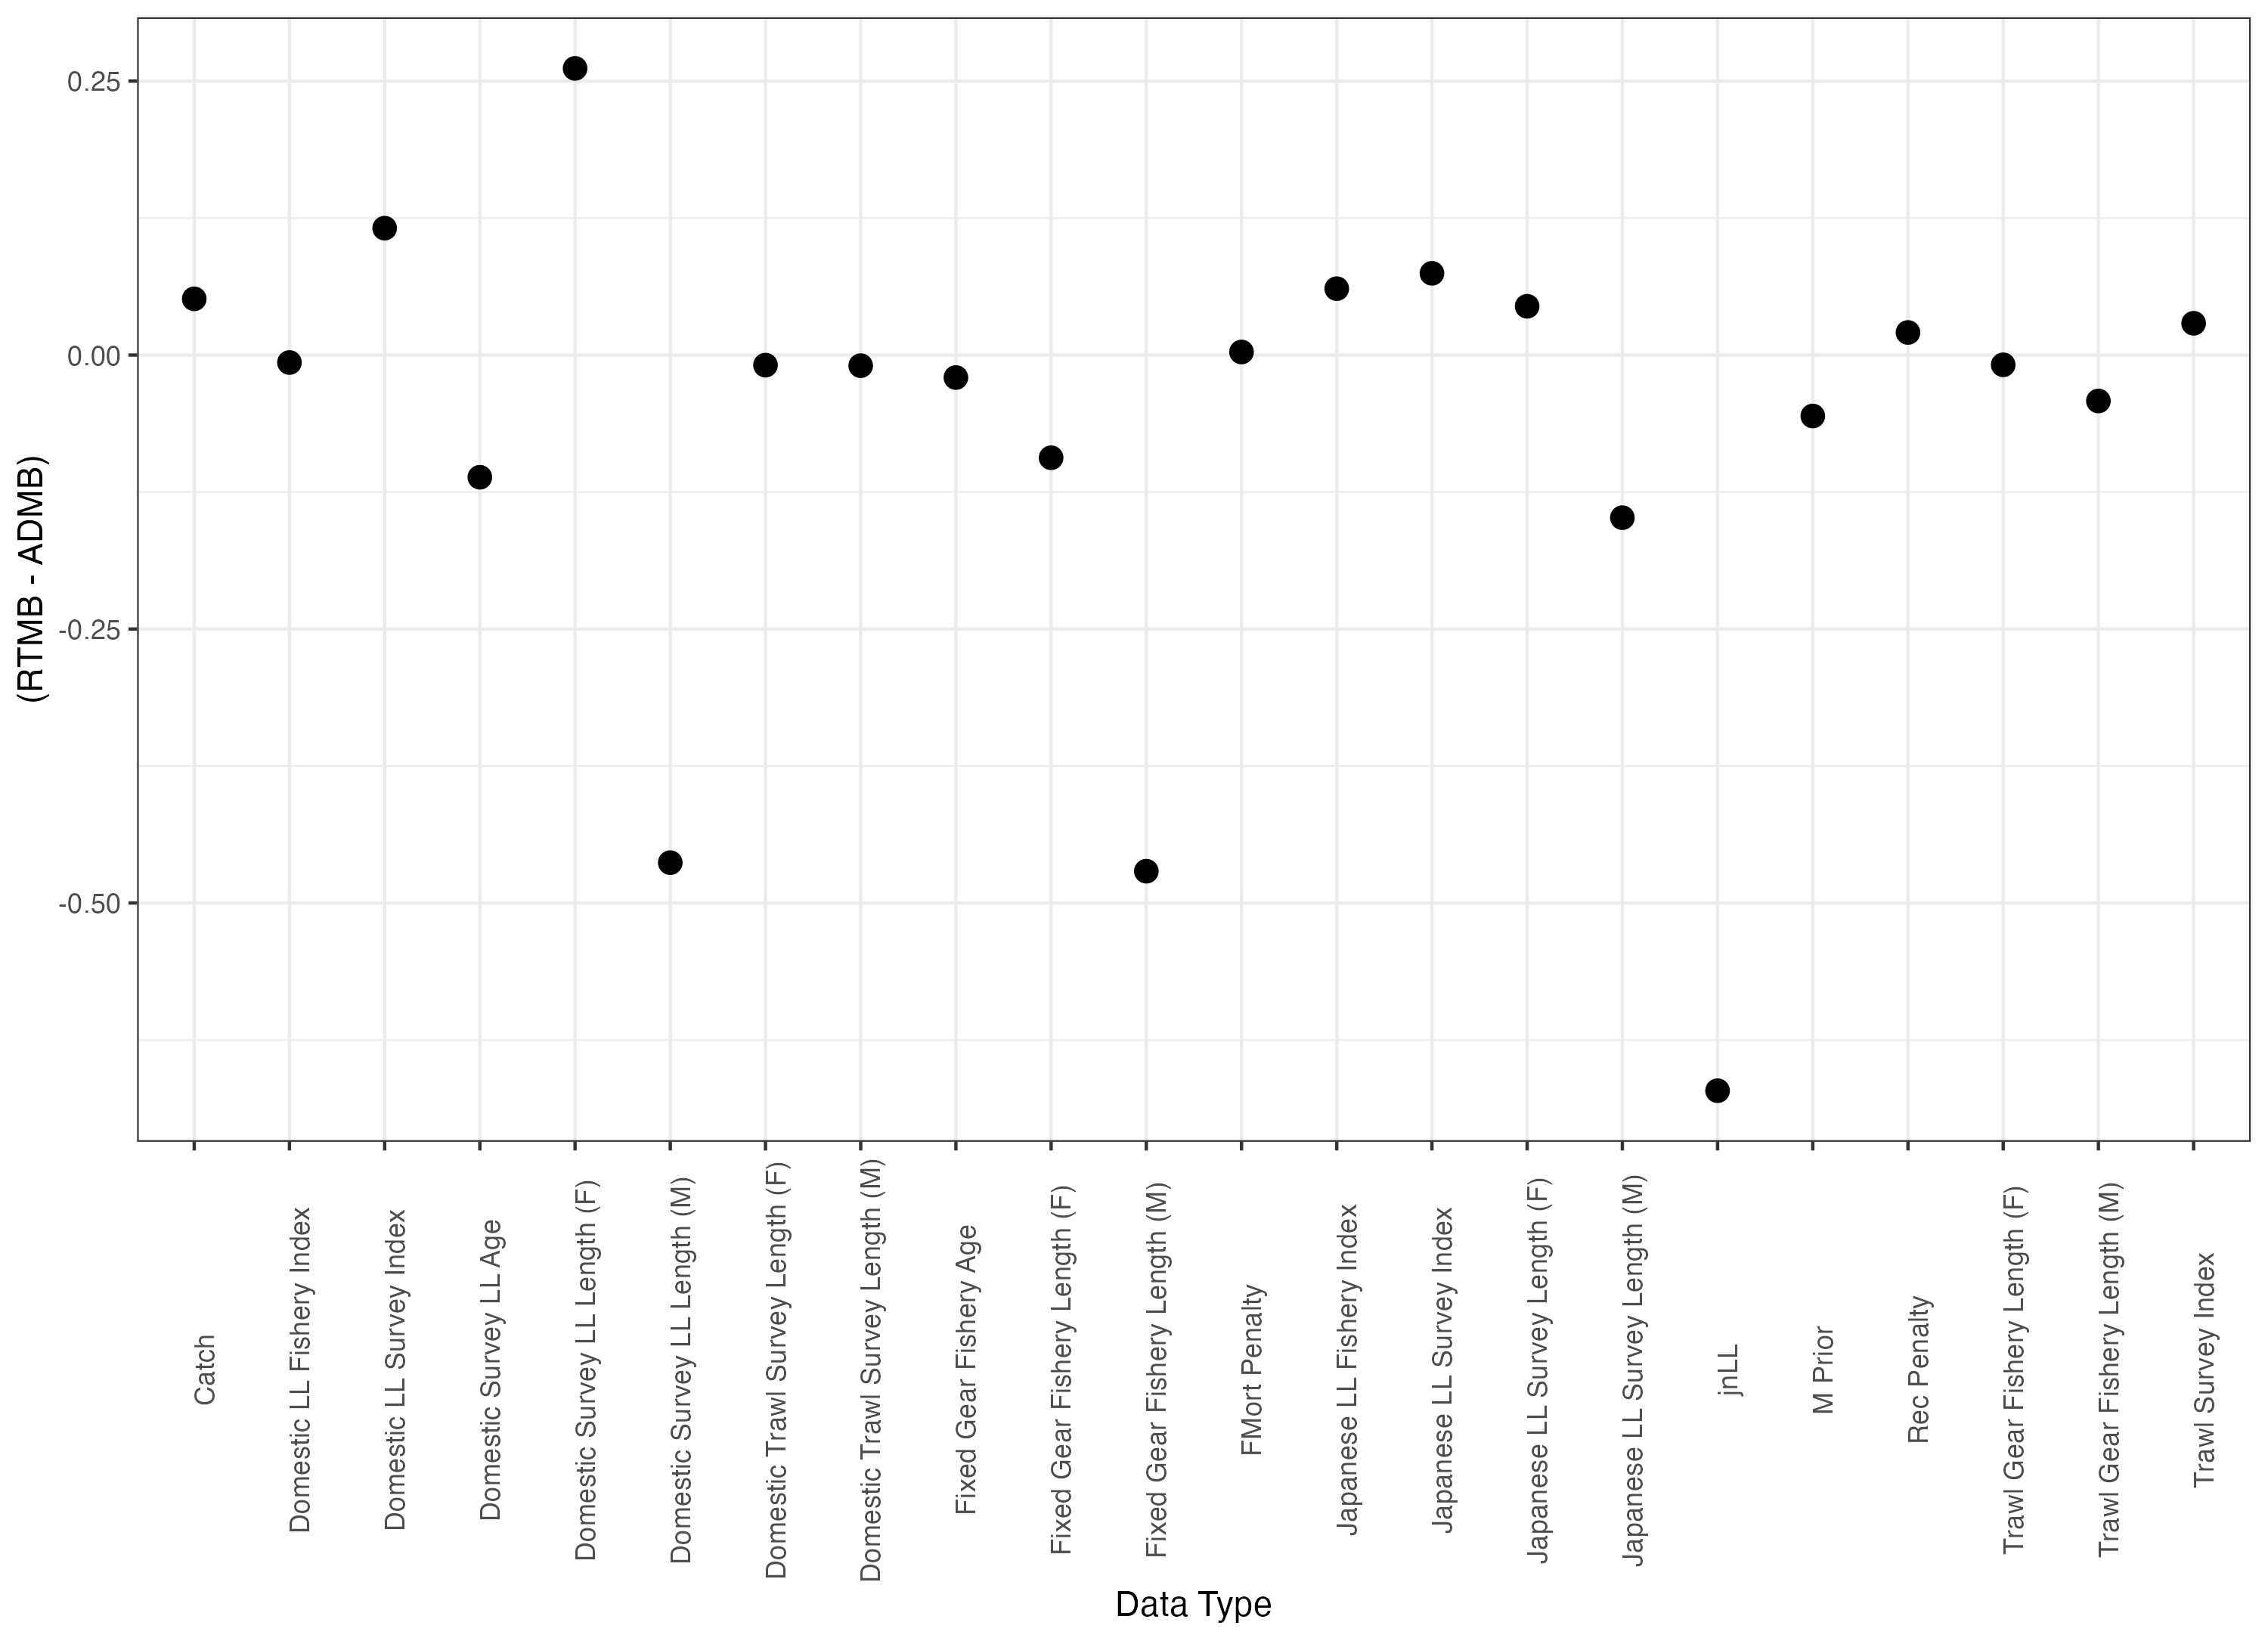 0.25
0.00
-0.25
-0.50
(RTMB - ADMB)
Catch
Domestic LL Fishery Index
Domestic LL Survey Index
Domestic Survey LL Age
Domestic Survey LL Length (F)
Domestic Survey LL Length (M)
Domestic Trawl Survey Length (F)
Domestic Trawl Survey Length (M)
Fixed Gear Fishery Age
Fixed Gear Fishery Length (F)
Fixed Gear Fishery Length (M)
FMort Penalty
Japanese LL Fishery Index
Japanese LL Survey Index
Japanese LL Survey Length (F)
Japanese LL Survey Length (M)
jnLL
M Prior
Rec Penalty
Trawl Gear Fishery Length (F)
Trawl Gear Fishery Length (M)
Trawl Survey Index
Data Type